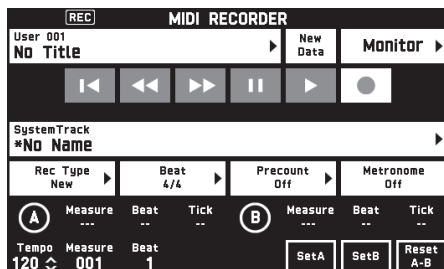 REC MIDI RECORDER
User 001
No Title
New
Data
Monitor
SystemTrack
*No Name
Rec Type
New
Beat
4/4
Precount
Off
Metronome
Off
A Measure Beat Tick B Measure Beat Tick
--- -- -- --- -- --
Tempo Measure Beat
120 001 1
SetA
SetB
Reset
A-B